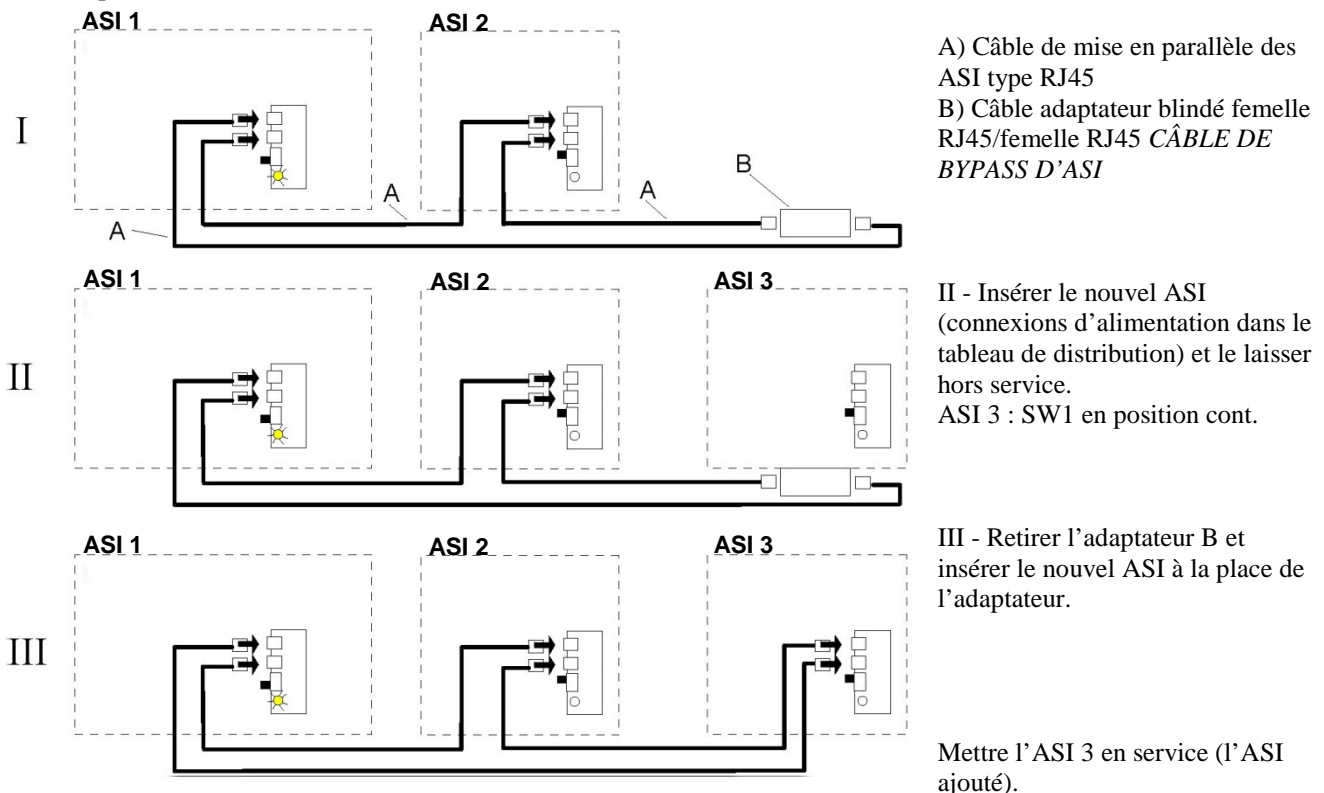 ASI 1
ASI 2
I
A
A
A
B
A) Câble de mise en parallèle des
ASI type RJ45
B) Câble adaptateur blindé femelle
RJ45/femelle RJ45 CÂBLE DE
BYPASS D’ASI
ASI 1
ASI 2
ASI 3
II
II - Insérer le nouvel ASI
(connexions d’alimentation dans le
tableau de distribution) et le laisser
hors service.
ASI 3 : SW1 en position cont.
ASI 1
ASI 2
ASI 3
III
III - Retirer l’adaptateur B et
insérer le nouvel ASI à la place de
l’adaptateur.
Mettre l’ASI 3 en service (l’ASI
ajouté).